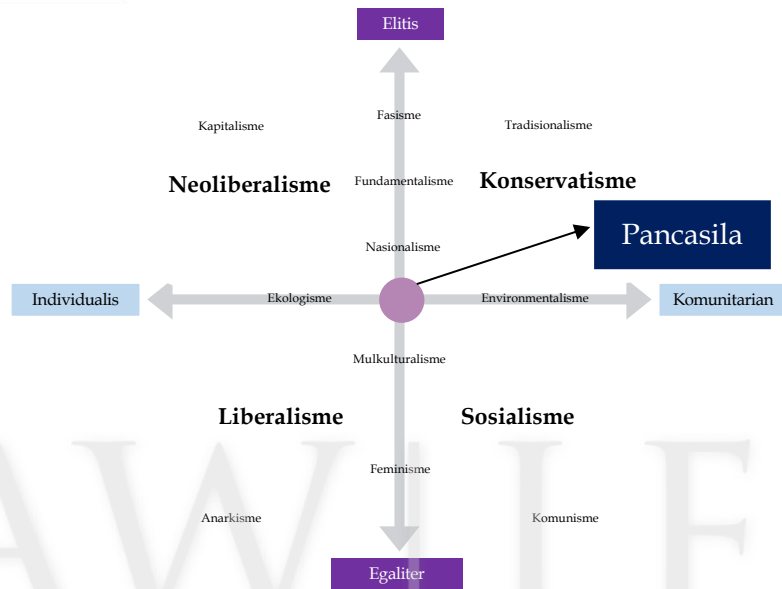 Elitis
Kapitalisme
Fasisme
Tradisionalisme
Neoliberalisme
Fundamentalisme
Konservatisme
Pancasila
Nasionalisme
Individualis
Ekologisme
Environmentalisme
Komunitarian
Mulkulturalisme
Liberalisme
Sosialisme
Feminisme
Anarkisme
Komunisme
Egaliter